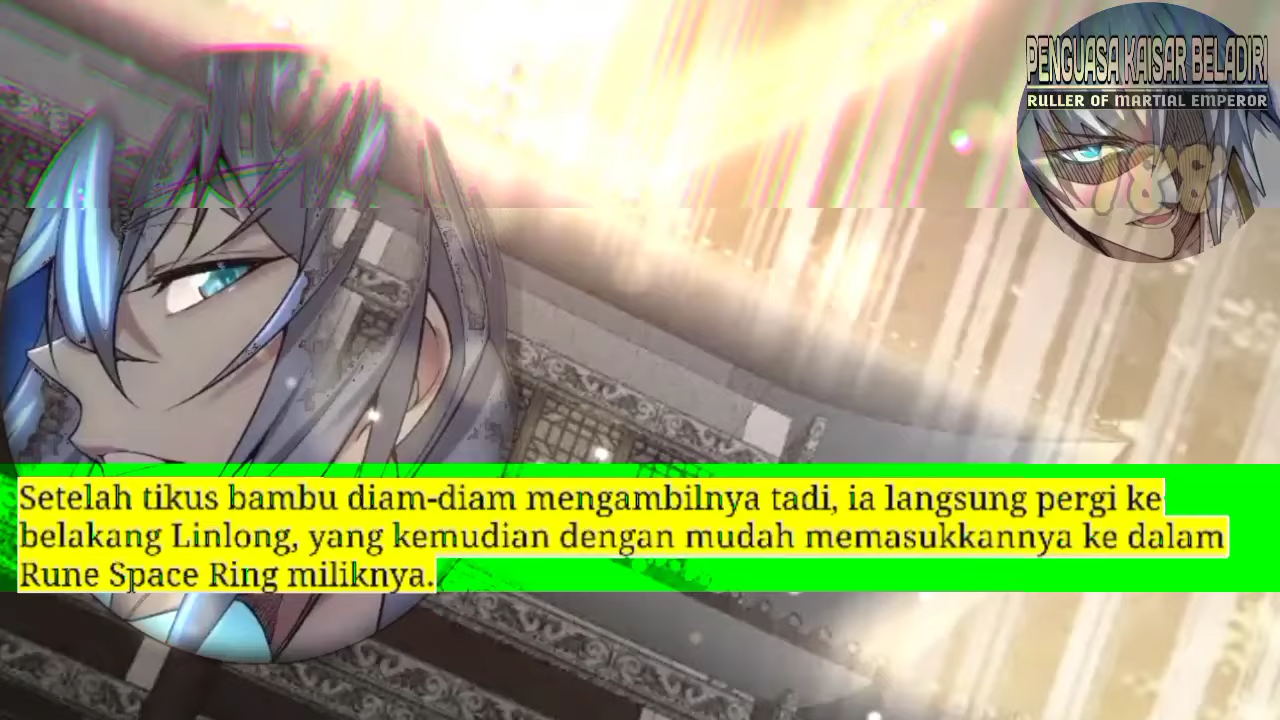 PENGUASA KAISAR BELADIRI
RULLER OF MARTIAL EMPEROR
Setelah tikus bambu diam-diam mengambilnya tadi, ia langsung pergi ke
belakang Linlong, yang kemudian dengan mudah memasukkannya ke dalam
Rune Space Ring miliknya.